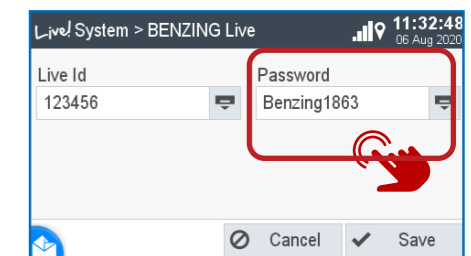 Live! System > BENZING Live 11:32:48
06 Aug 2020
Live Id Password
123456 Benzing1863
Cancel Save